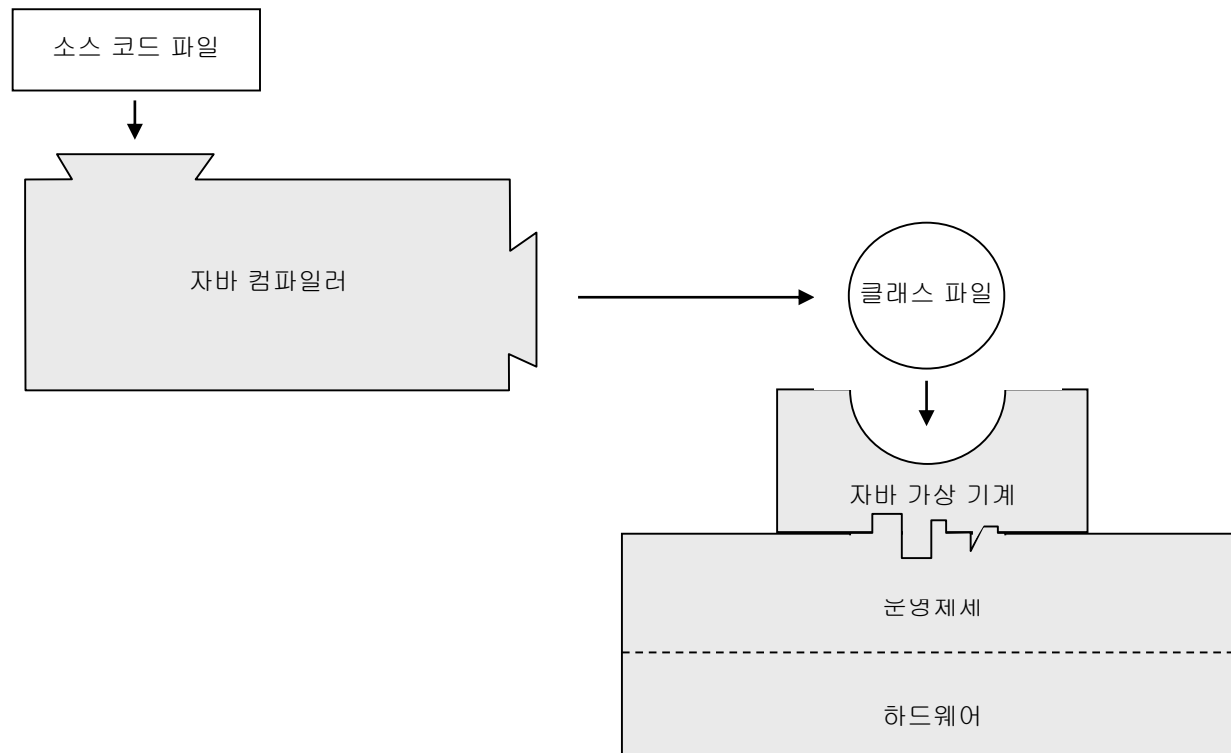 소스 코드 파일
자바 컴파일러
클래스 파일
자바 가상 기계
운영체제
하드웨어